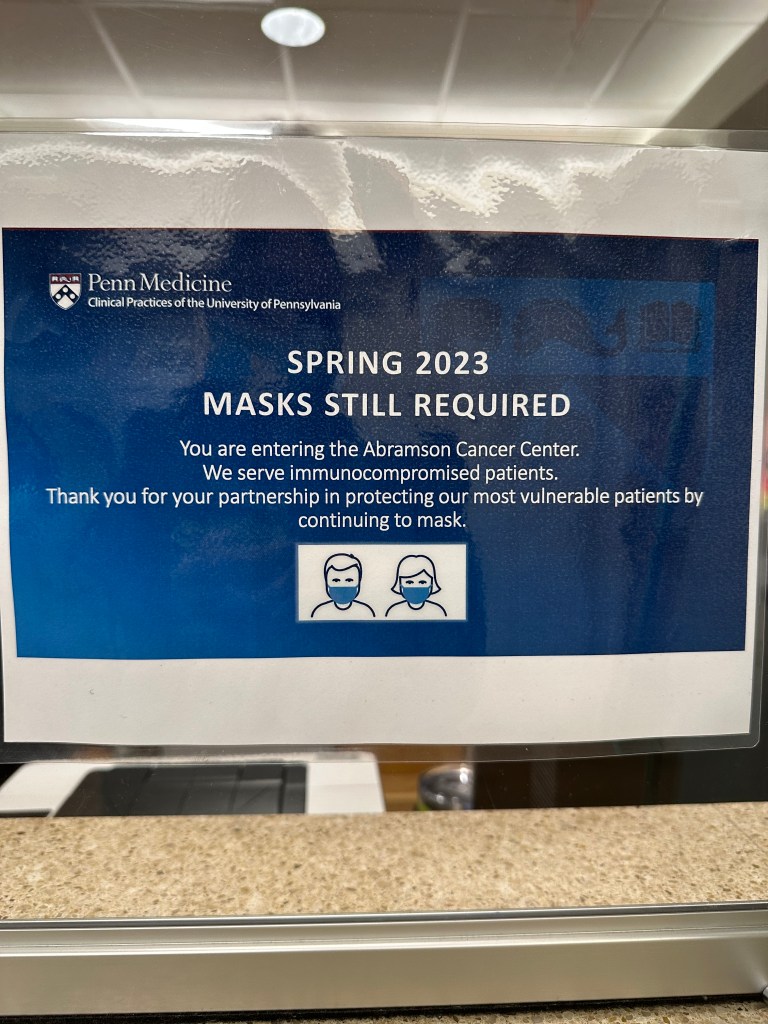 Penn Medicine
Clinical Practices of the University of Pennsylvania
SPRING 2023
MASKS STILL REQUIRED
You are entering the Abramson Cancer Center.
We serve immunocompromised patients.
Thank you for your partnership in protecting our most vulnerable patients by
continuing to mask.